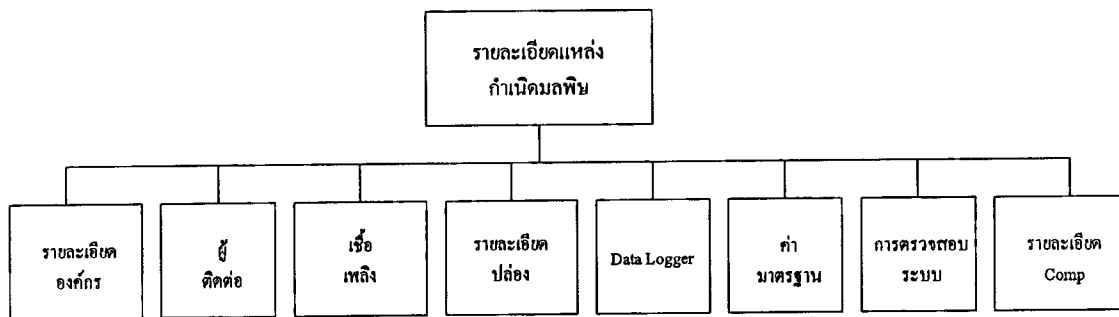 รายละเอียดแหล่ง
กำเนิดมลพิษ
รายละเอียด
องค์กร
ผู้
ติดต่อ
เชื้อ
เพลิง
รายละเอียด
ปล่อง
Data Logger
ค่า
มาตรฐาน
การตรวจสอบ
ระบบ
รายละเอียด
Comp